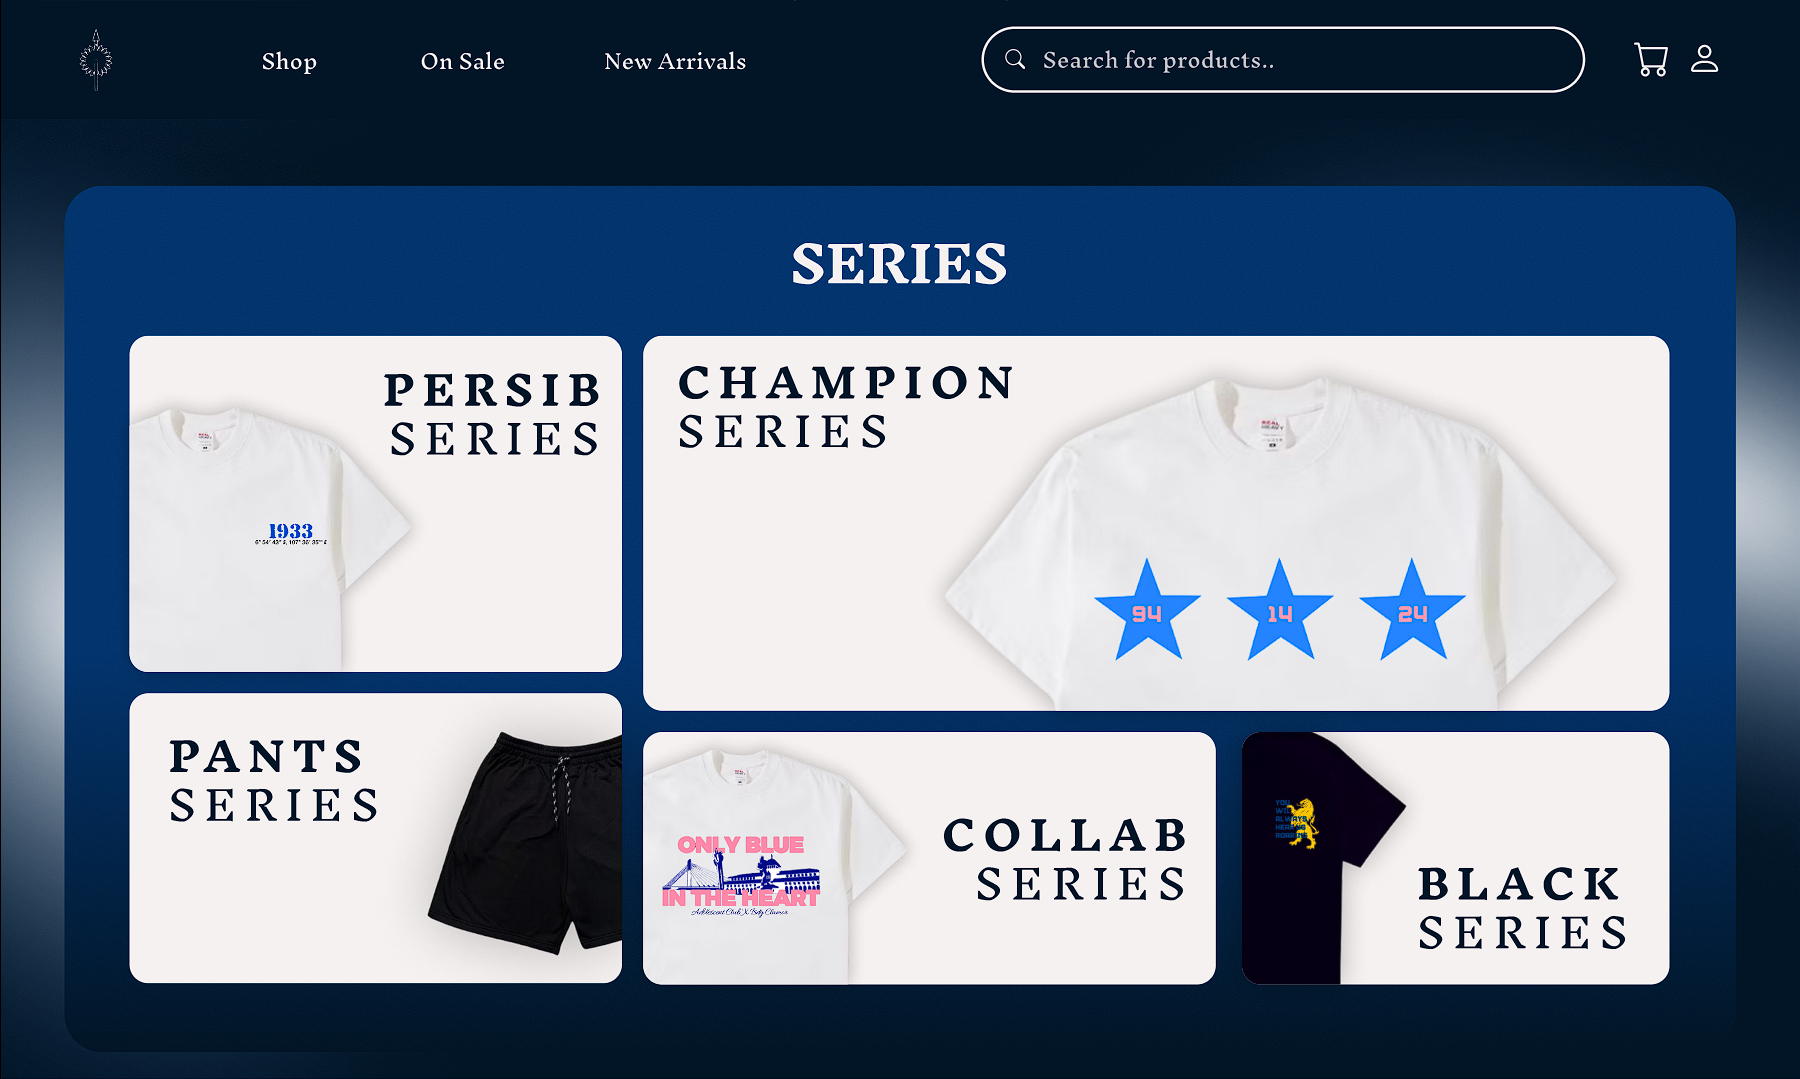 Shop
On Sale
New Arrivals
Search for products..
SERIES
PERSIB
SERIES
1933
CHAMPION
SERIES
94
14
24
PANTS
SERIES
ONLY BLUE
IN THE HEART
COLLAB
SERIES
YOU
BLACK
SERIES